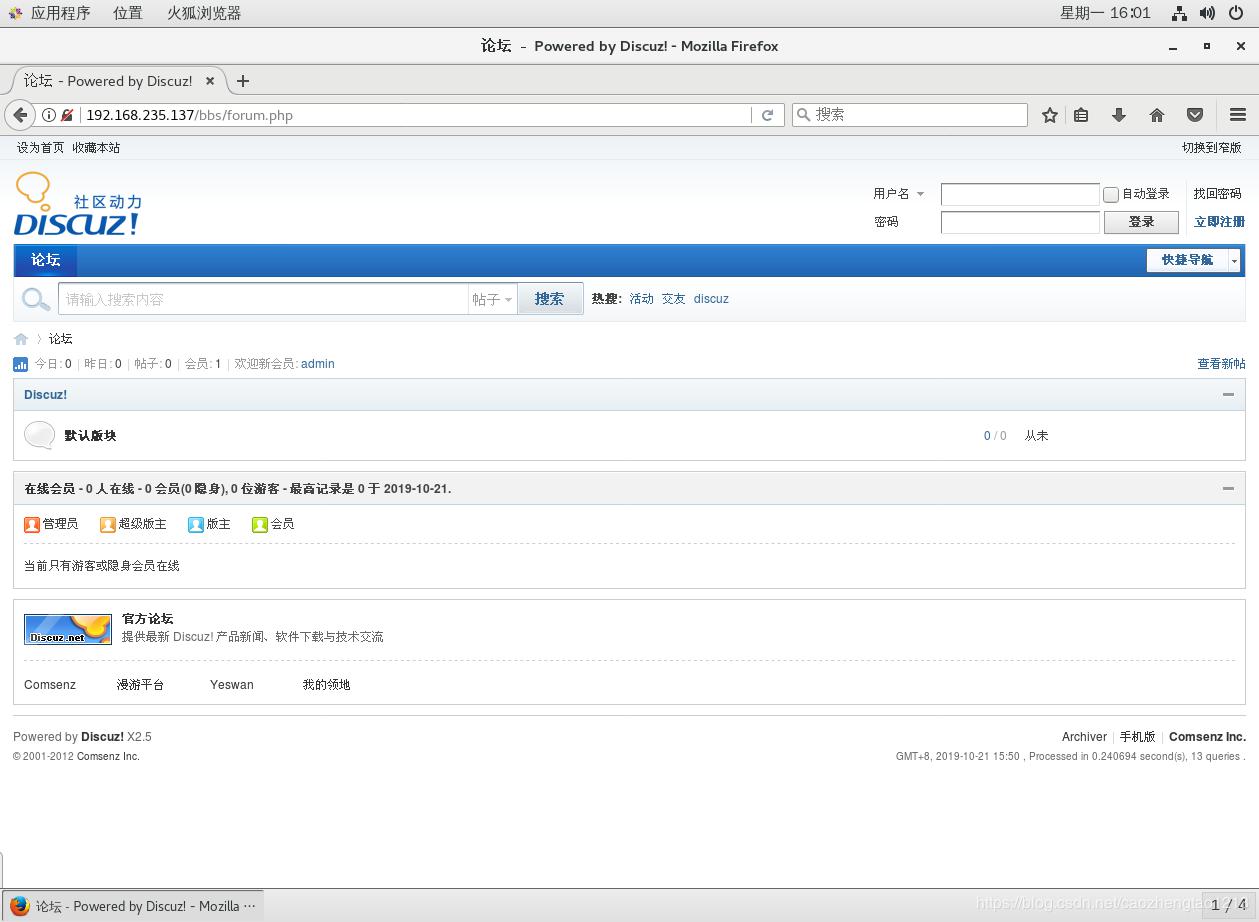 应用程序 位置 火狐浏览器 星期一 16:01
论坛 - Powered by Discuz! - Mozilla Firefox
论坛 - Powered by Discuz!
192.168.235.137/bbs/forum.php 搜索
设为首页 收藏本站 切换到窄版
社区动力
DISCUZ!
用户名 自动登录 找回密码
密码 登录 立即注册
论坛 快捷导航
请输入搜索内容 帖子 搜索 热搜: 活动 交友 discuz
论坛
今日: 0 昨日: 0 帖子: 0 会员: 1 欢迎新会员: admin 查看新帖
Discuz!
默认版块 0 / 0 从未
在线会员 - 0 人在线 - 0 会员(0 隐身), 0 位游客 - 最高记录是 0 于 2019-10-21.
管理员 超级版主 版主 会员
当前只有游客或隐身会员在线
Discuz.net
官方论坛
提供最新 Discuz! 产品新闻、软件下载与技术交流
Comsenz 漫游平台 Yeswan 我的领地
Powered by Discuz! X2.5 Archiver 手机版 Comsenz Inc.
© 2001-2012 Comsenz Inc. GMT+8, 2019-10-21 15:50 , Processed in 0.240694 second(s), 13 queries .
论坛 - Powered by Discuz! - Mozilla ···
1 / 4